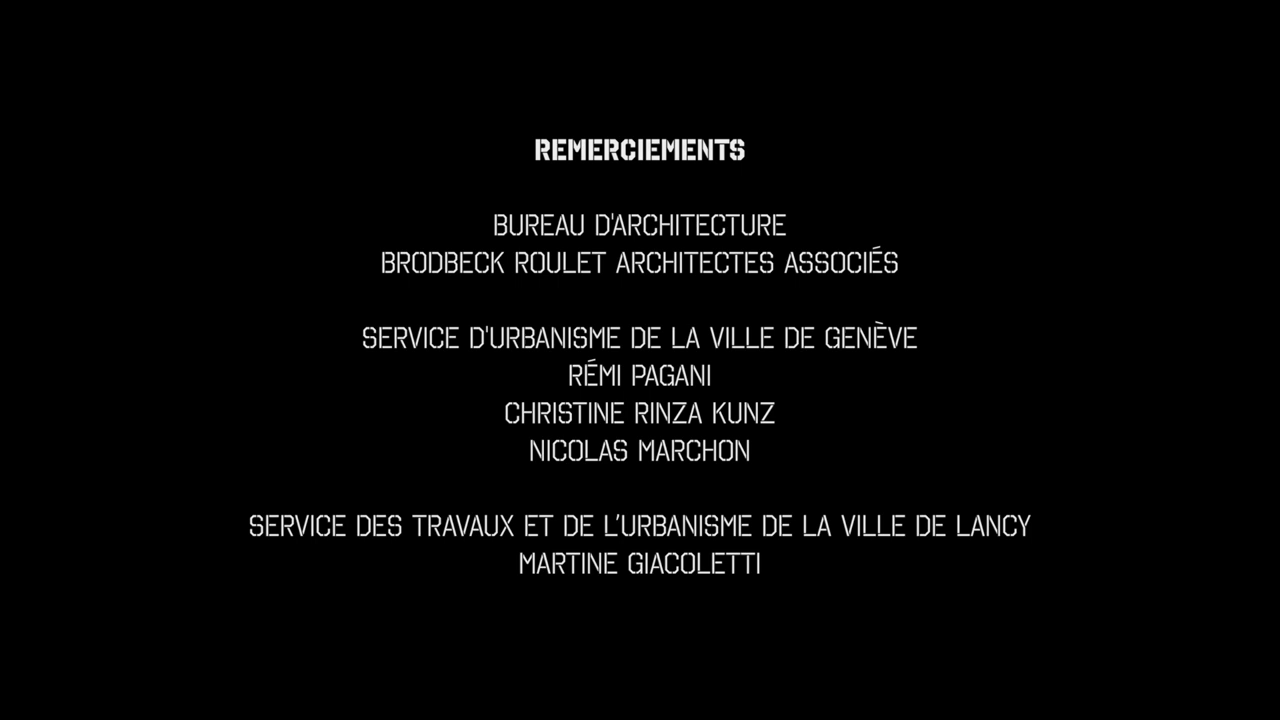 REMERCIEMENTS
BUREAU D'ARCHITECTURE
BRODBECK ROULET ARCHITECTES ASSOCIÉS
SERVICE D'URBANISME DE LA VILLE DE GENÈVE
RÉMI PAGANI
CHRISTINE RINZA KUNZ
NICOLAS MARCHON
SERVICE DES TRAVAUX ET DE L’URBANISME DE LA VILLE DE LANCY
MARTINE GIACOLETTI